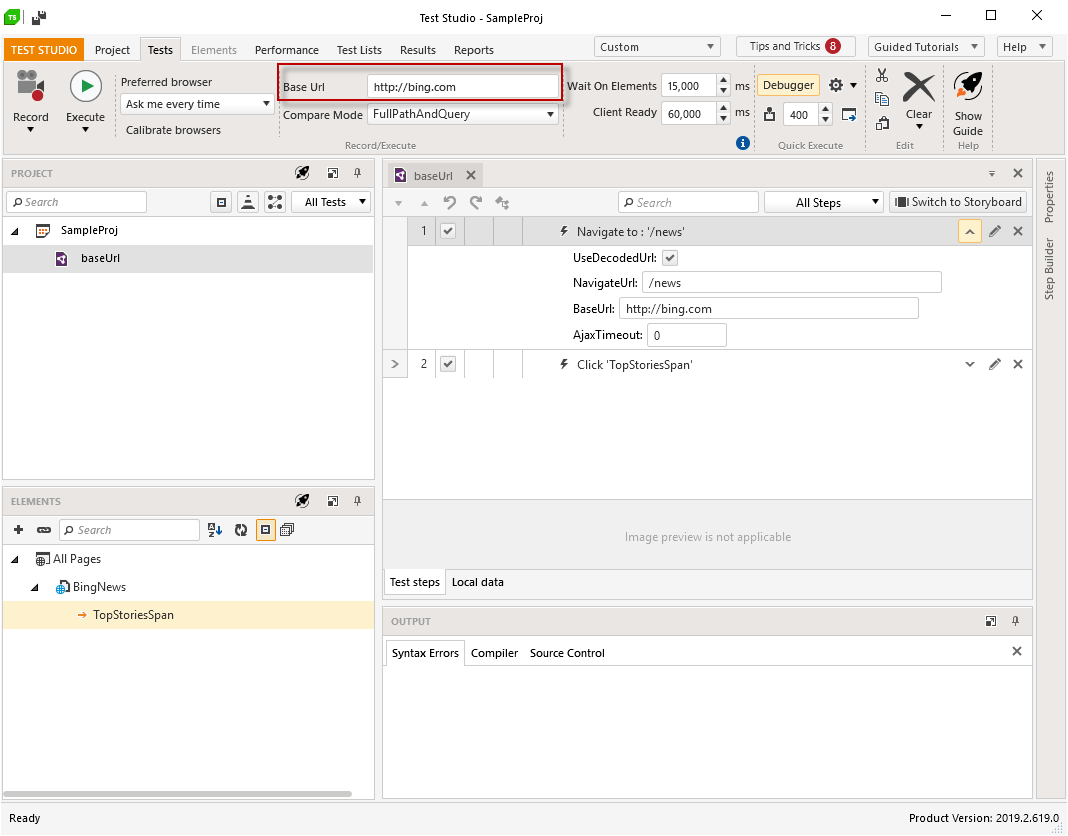 TS
Test Studio - SampleProj
TEST STUDIO Project Tests Elements Performance Test Lists Results Reports Custom Tips and Tricks 8 Guided Tutorials Help
Record
Execute
Preferred browser
Ask me every time
Calibrate browsers
Base Url http://bing.com
Compare Mode FullPathAndQuery
Record/Execute
Wait On Elements 15,000 ms
Client Ready 60,000 ms
Debugger
400
Quick Execute
Clear
Edit
Show
Guide
Help
PROJECT
Search All Tests
SampleProj
baseUrl
ELEMENTS
Search
All Pages
BingNews
TopStoriesSpan
baseUrl
Search All Steps Switch to Storyboard
1 Navigate to : '/news'
UseDecodedUrl:
NavigateUrl: /news
BaseUrl: http://bing.com
AjaxTimeout: 0
2 Click 'TopStoriesSpan'
Image preview is not applicable
Test steps Local data
OUTPUT
Syntax Errors Compiler Source Control
Properties
Step Builder
Ready
Product Version: 2019.2.619.0